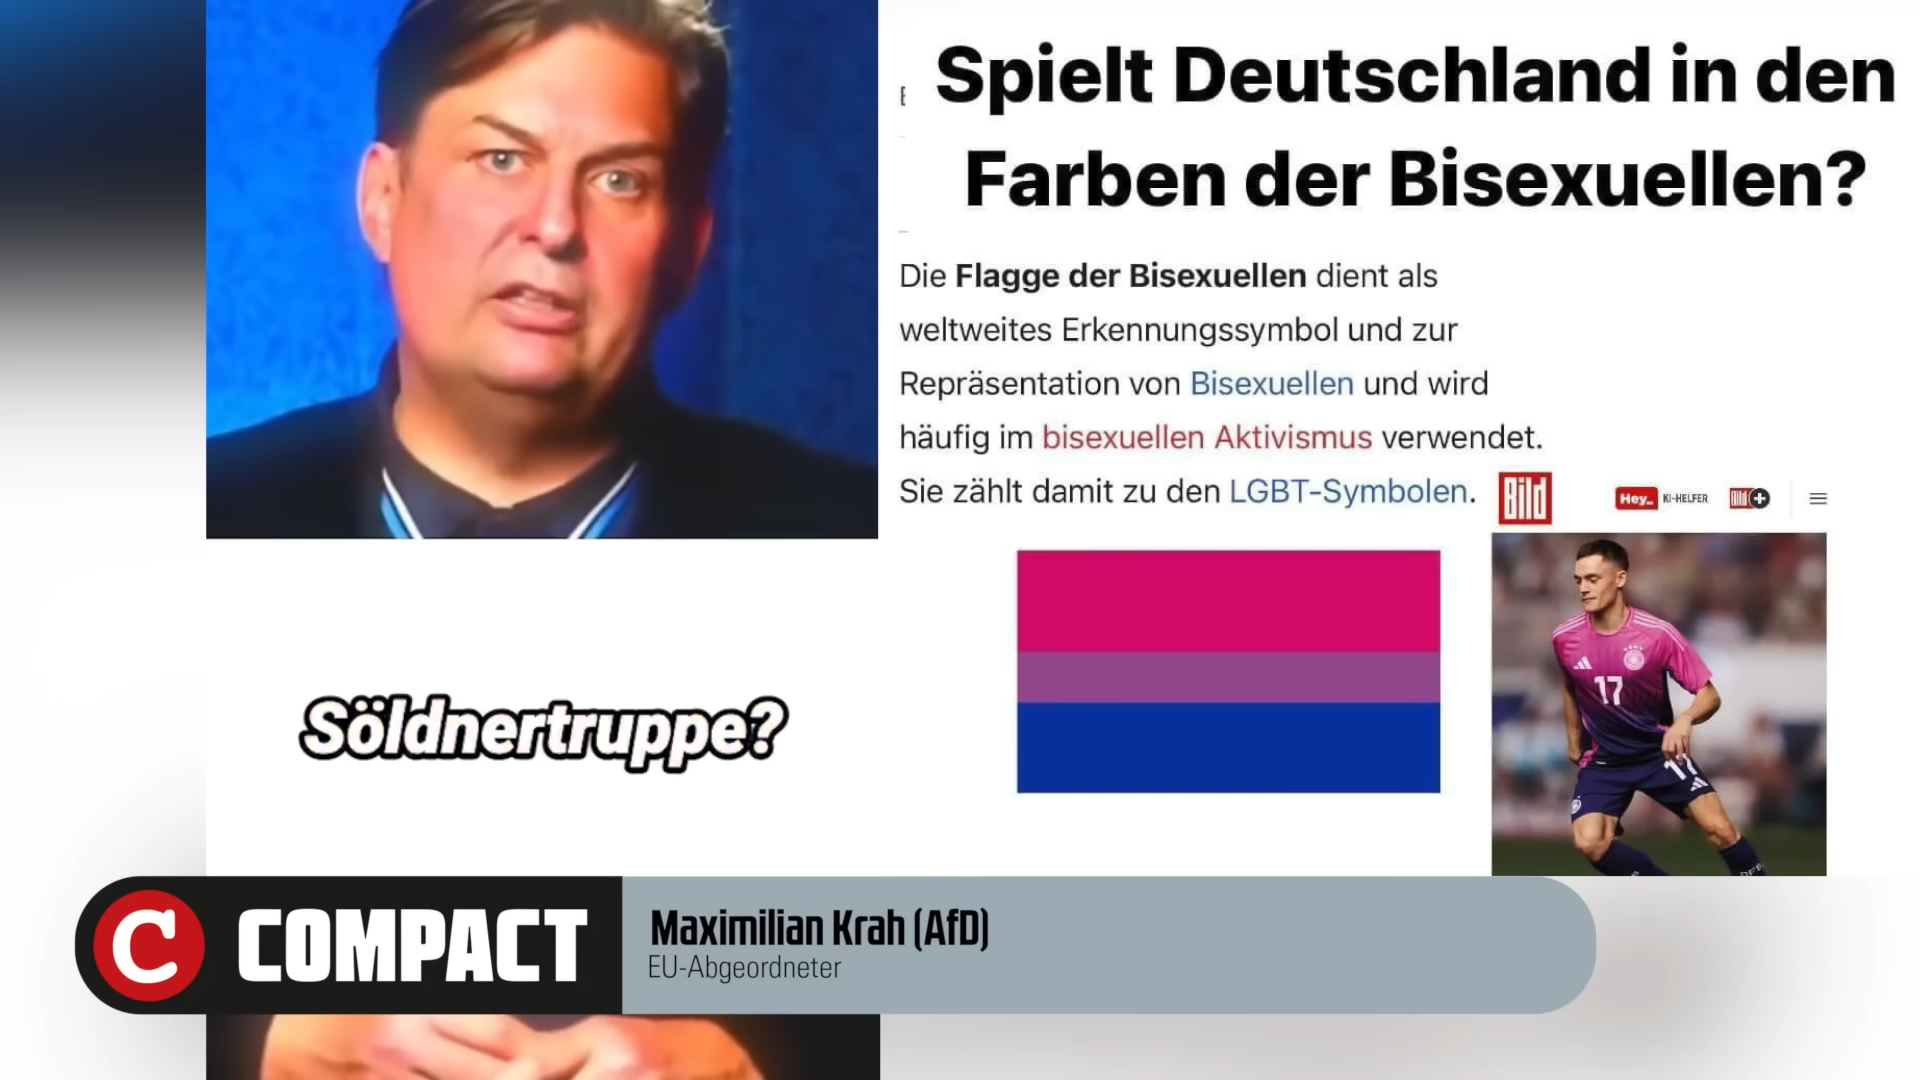 Spielt Deutschland in den
Farben der Bisexuellen?
Die Flagge der Bisexuellen dient als
weltweites Erkennungssymbol und zur
Repräsentation von Bisexuellen und wird
häufig im bisexuellen Aktivismus verwendet.
Sie zählt damit zu den LGBT-Symbolen.
Bild
Hey_ KI-HELFER
Bild+
17
17
Söldnertruppe?
C COMPACT
Maximilian Krah (AfD)
EU-Abgeordneter